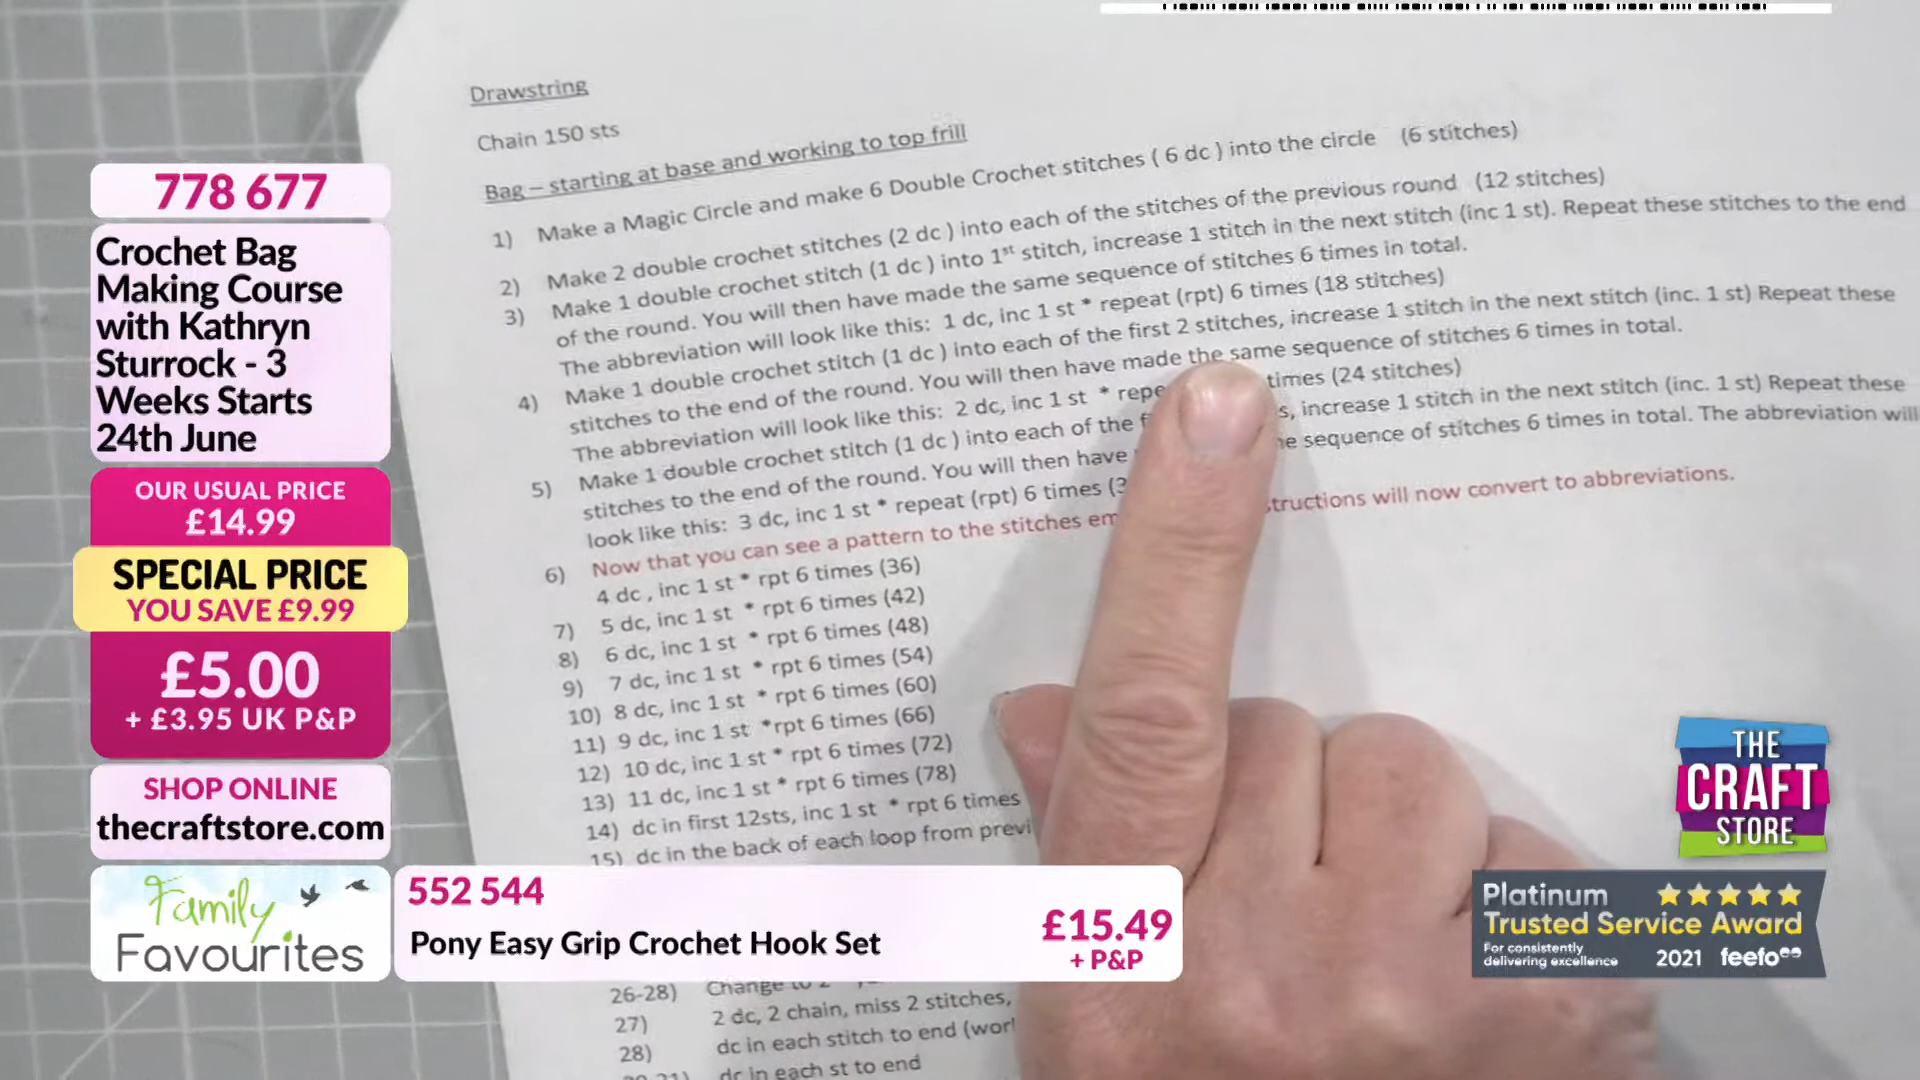 Drawstring
Chain 150 sts
Bag – starting at base and working to top frill
1) Make a Magic Circle and make 6 Double Crochet stitches ( 6 dc ) into the circle (6 stitches)
2) Make 2 double crochet stitches (2 dc ) into each of the stitches of the previous round (12 stitches)
3) Make 1 double crochet stitch (1 dc ) into 1st stitch, increase 1 stitch in the next stitch (inc 1 st). Repeat these stitches to the end
of the round. You will then have made the same sequence of stitches 6 times in total.
The abbreviation will look like this: 1 dc, inc 1 st * repeat (rpt) 6 times (18 stitches)
4) Make 1 double crochet stitch (1 dc ) into each of the first 2 stitches, increase 1 stitch in the next stitch (inc. 1 st) Repeat these
stitches to the end of the round. You will then have made the same sequence of stitches 6 times in total.
The abbreviation will look like this: 2 dc, inc 1 st * times (24 stitches)
5) Make 1 double crochet stitch (1 dc ) into each of the increase 1 stitch in the next stitch (inc. 1 st) Repeat these
stitches to the end of the round. You will then have sequence of stitches 6 times in total. The abbreviation will
look like this: 3 dc, inc 1 st * repeat (rpt) 6 times
6) Now that you can see a pattern to the stitches will now convert to abbreviations.
4 dc , inc 1 st * rpt 6 times (36)
7) 5 dc, inc 1 st * rpt 6 times (42)
8) 6 dc, inc 1 st * rpt 6 times (48)
9) 7 dc, inc 1 st * rpt 6 times (54)
10) 8 dc, inc 1 st * rpt 6 times (60)
11) 9 dc, inc 1 st *rpt 6 times (66)
12) 10 dc, inc 1 st * rpt 6 times (72)
13) 11 dc, inc 1 st * rpt 6 times (78)
14) dc in first 12sts, inc 1 st * rpt 6 times
15) dc in the back of each loop from
26-28) Change to 2
27) 2 dc, 2 chain, miss 2 stitches,
28) dc in each stitch to end
dc in each st to end
778 677
Crochet Bag
Making Course
with Kathryn
Sturrock - 3
Weeks Starts
24th June
OUR USUAL PRICE
£14.99
SPECIAL PRICE
YOU SAVE £9.99
£5.00
+ £3.95 UK P&P
SHOP ONLINE
thecraftstore.com
Family
Favourites
552 544
Pony Easy Grip Crochet Hook Set
£15.49
+ P&P
THE
CRAFT
STORE
Platinum
Trusted Service Award
For consistently
delivering excellence
2021 feefo